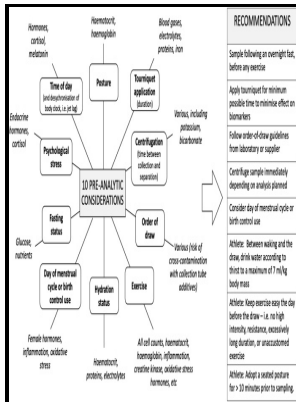 Hormones,
cortisol,
melatonin
Haematocrit,
haemoglobin
Blood gases,
electrolytes,
proteins, iron
Time of day
(and desynchronisation of
body clock, i.e. jet lag)
Posture
Tourniquet
application
(duration)
Endocrine
hormones,
cortisol
Psychological
stress
Centrifugation
(time between
collection and
separation)
Various, including
potassium,
bicarbonate
10 PRE-ANALYTIC
CONSIDERATIONS
Fasting
status
Glucose,
nutrients
Order of
draw
Various (risk of
cross-contamination
with collection tube
additives)
Day of menstrual
cycle or birth
control use
Hydration
status
Exercise
Female hormones,
inflammation, oxidative
stress
Haematocrit,
proteins, electrolytes
All cell counts, haematocrit,
haemoglobin, inflammation,
creatine kinase, oxidative
stress hormones, etc
RECOMMENDATIONS
Sample following an overnight fast,
before any exercise
Apply tourniquet for minimum
possible time to minimise effect on
biomarkers
Follow order-of-draw guidelines
from laboratory or supplier
Centrifuge sample immediately
depending on analysis planned
Consider day of menstrual cycle or
birth control use
Athlete: Between waking and the
draw, drink water according to
thirst to a maximum of 7 ml/kg
body mass
Athlete: Keep exercise easy the day
before the draw – i.e. no high
intensity, resistance, excessively
long duration, or unaccustomed
exercise
Athlete: Adopt a seated posture
for > 10 minutes prior to sampling.